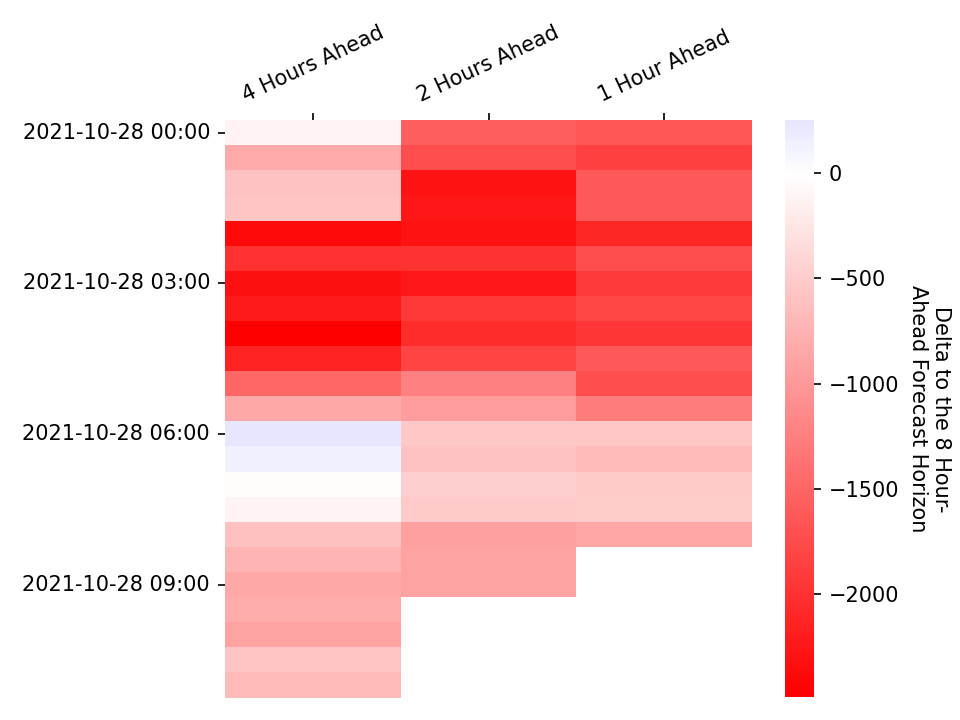 4 Hours Ahead
2 Hours Ahead
1 Hour Ahead
2021-10-28 00:00
2021-10-28 03:00
2021-10-28 06:00
2021-10-28 09:00
0
−500
−1000
−1500
−2000
Delta to the 8 Hour-
Ahead Forecast Horizon